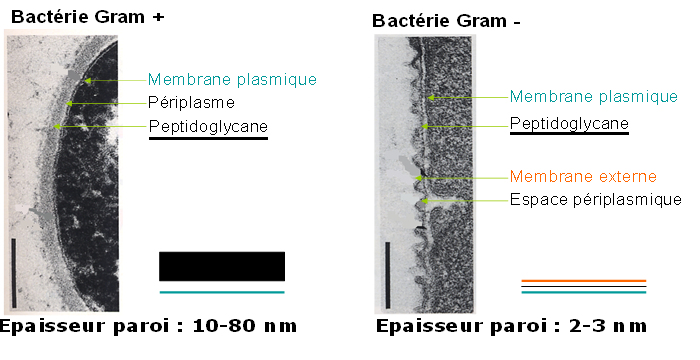 Bactérie Gram +
Membrane plasmique
Périplasme
Peptidoglycane
Epaisseur paroi : 10-80 nm
Bactérie Gram -
Membrane plasmique
Peptidoglycane
Membrane externe
Espace périplasmique
Epaisseur paroi : 2-3 nm